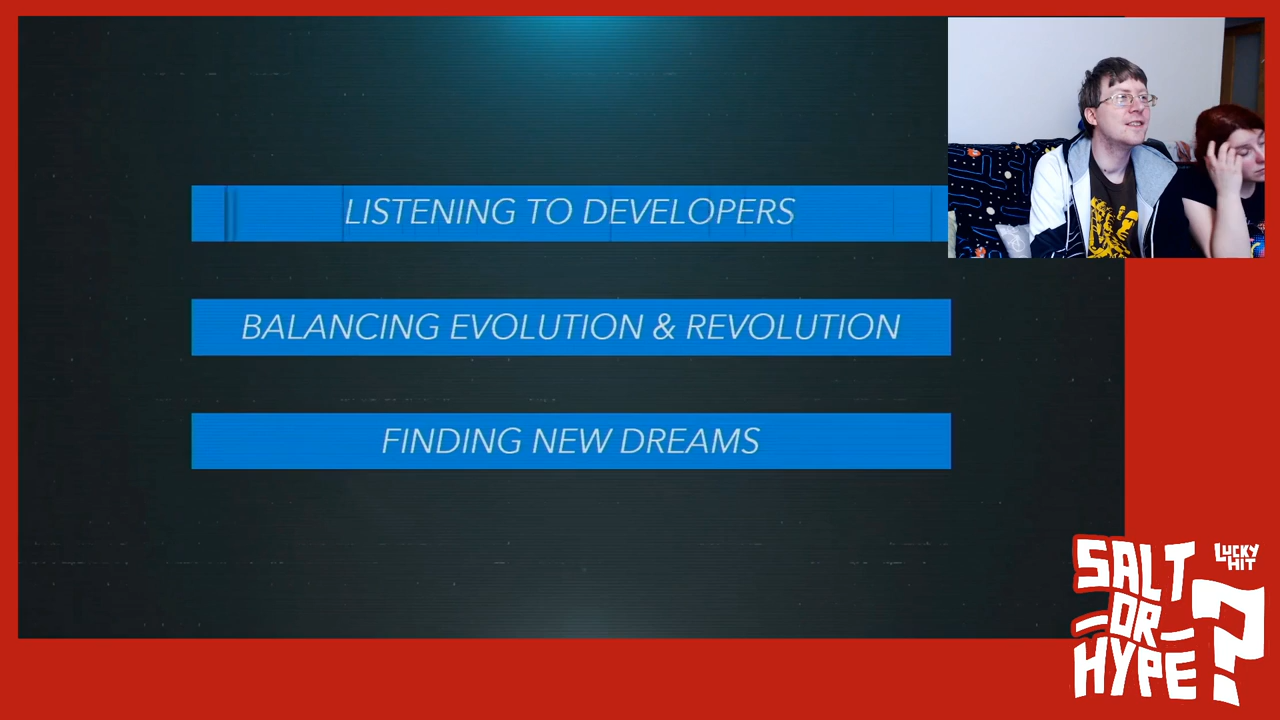 LISTENING TO DEVELOPERS
BALANCING EVOLUTION & REVOLUTION
FINDING NEW DREAMS
SALT
OR
HYPE
?
LUCKY
HIT